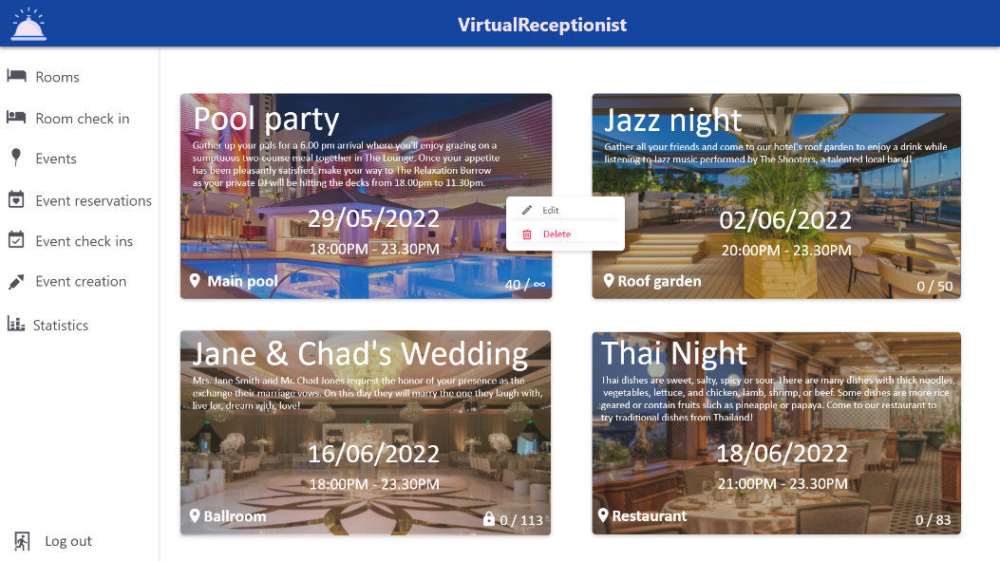 VirtualReceptionist
Rooms
Room check in
Events
Event reservations
Event check ins
Event creation
Statistics
Log out
Pool party
Gather up your pals for a 6.00 pm arrival where you'll enjoy grazing on a
sumptuous two-course meal together in The Lounge. Once your appetite
has been pleasantly satisfied, make your way to The Relaxation Burrow
as your private DJ will be hitting the decks from 18.00pm to 11.30pm.
29/05/2022
18:00PM - 23.30PM
Main pool
40 / ∞
Edit
Delete
Jazz night
Gather all your friends and come to our hotel's roof garden to enjoy a drink while
listening to Jazz music performed by The Shooters, a talented local band!
02/06/2022
20:00PM - 23.30PM
Roof garden
0 / 50
Jane & Chad's Wedding
Mrs. Jane Smith and Mr. Chad Jones request the honor of your presence as the
exchange their marriage vows. On this day they will marry the one they laugh with,
live for, dream with, love!
16/06/2022
18:00PM - 23.30PM
Ballroom
0 / 113
Thai Night
Thai dishes are sweet, salty, spicy or sour. There are many dishes with thick noodles,
vegetables, lettuce, and chicken, lamb, shrimp, or beef. Some dishes are more rice
geared or contain fruits such as pineapple or papaya. Come to our restaurant to
try traditional dishes from Thailand!
18/06/2022
21:00PM - 23.30PM
Restaurant
0 / 83